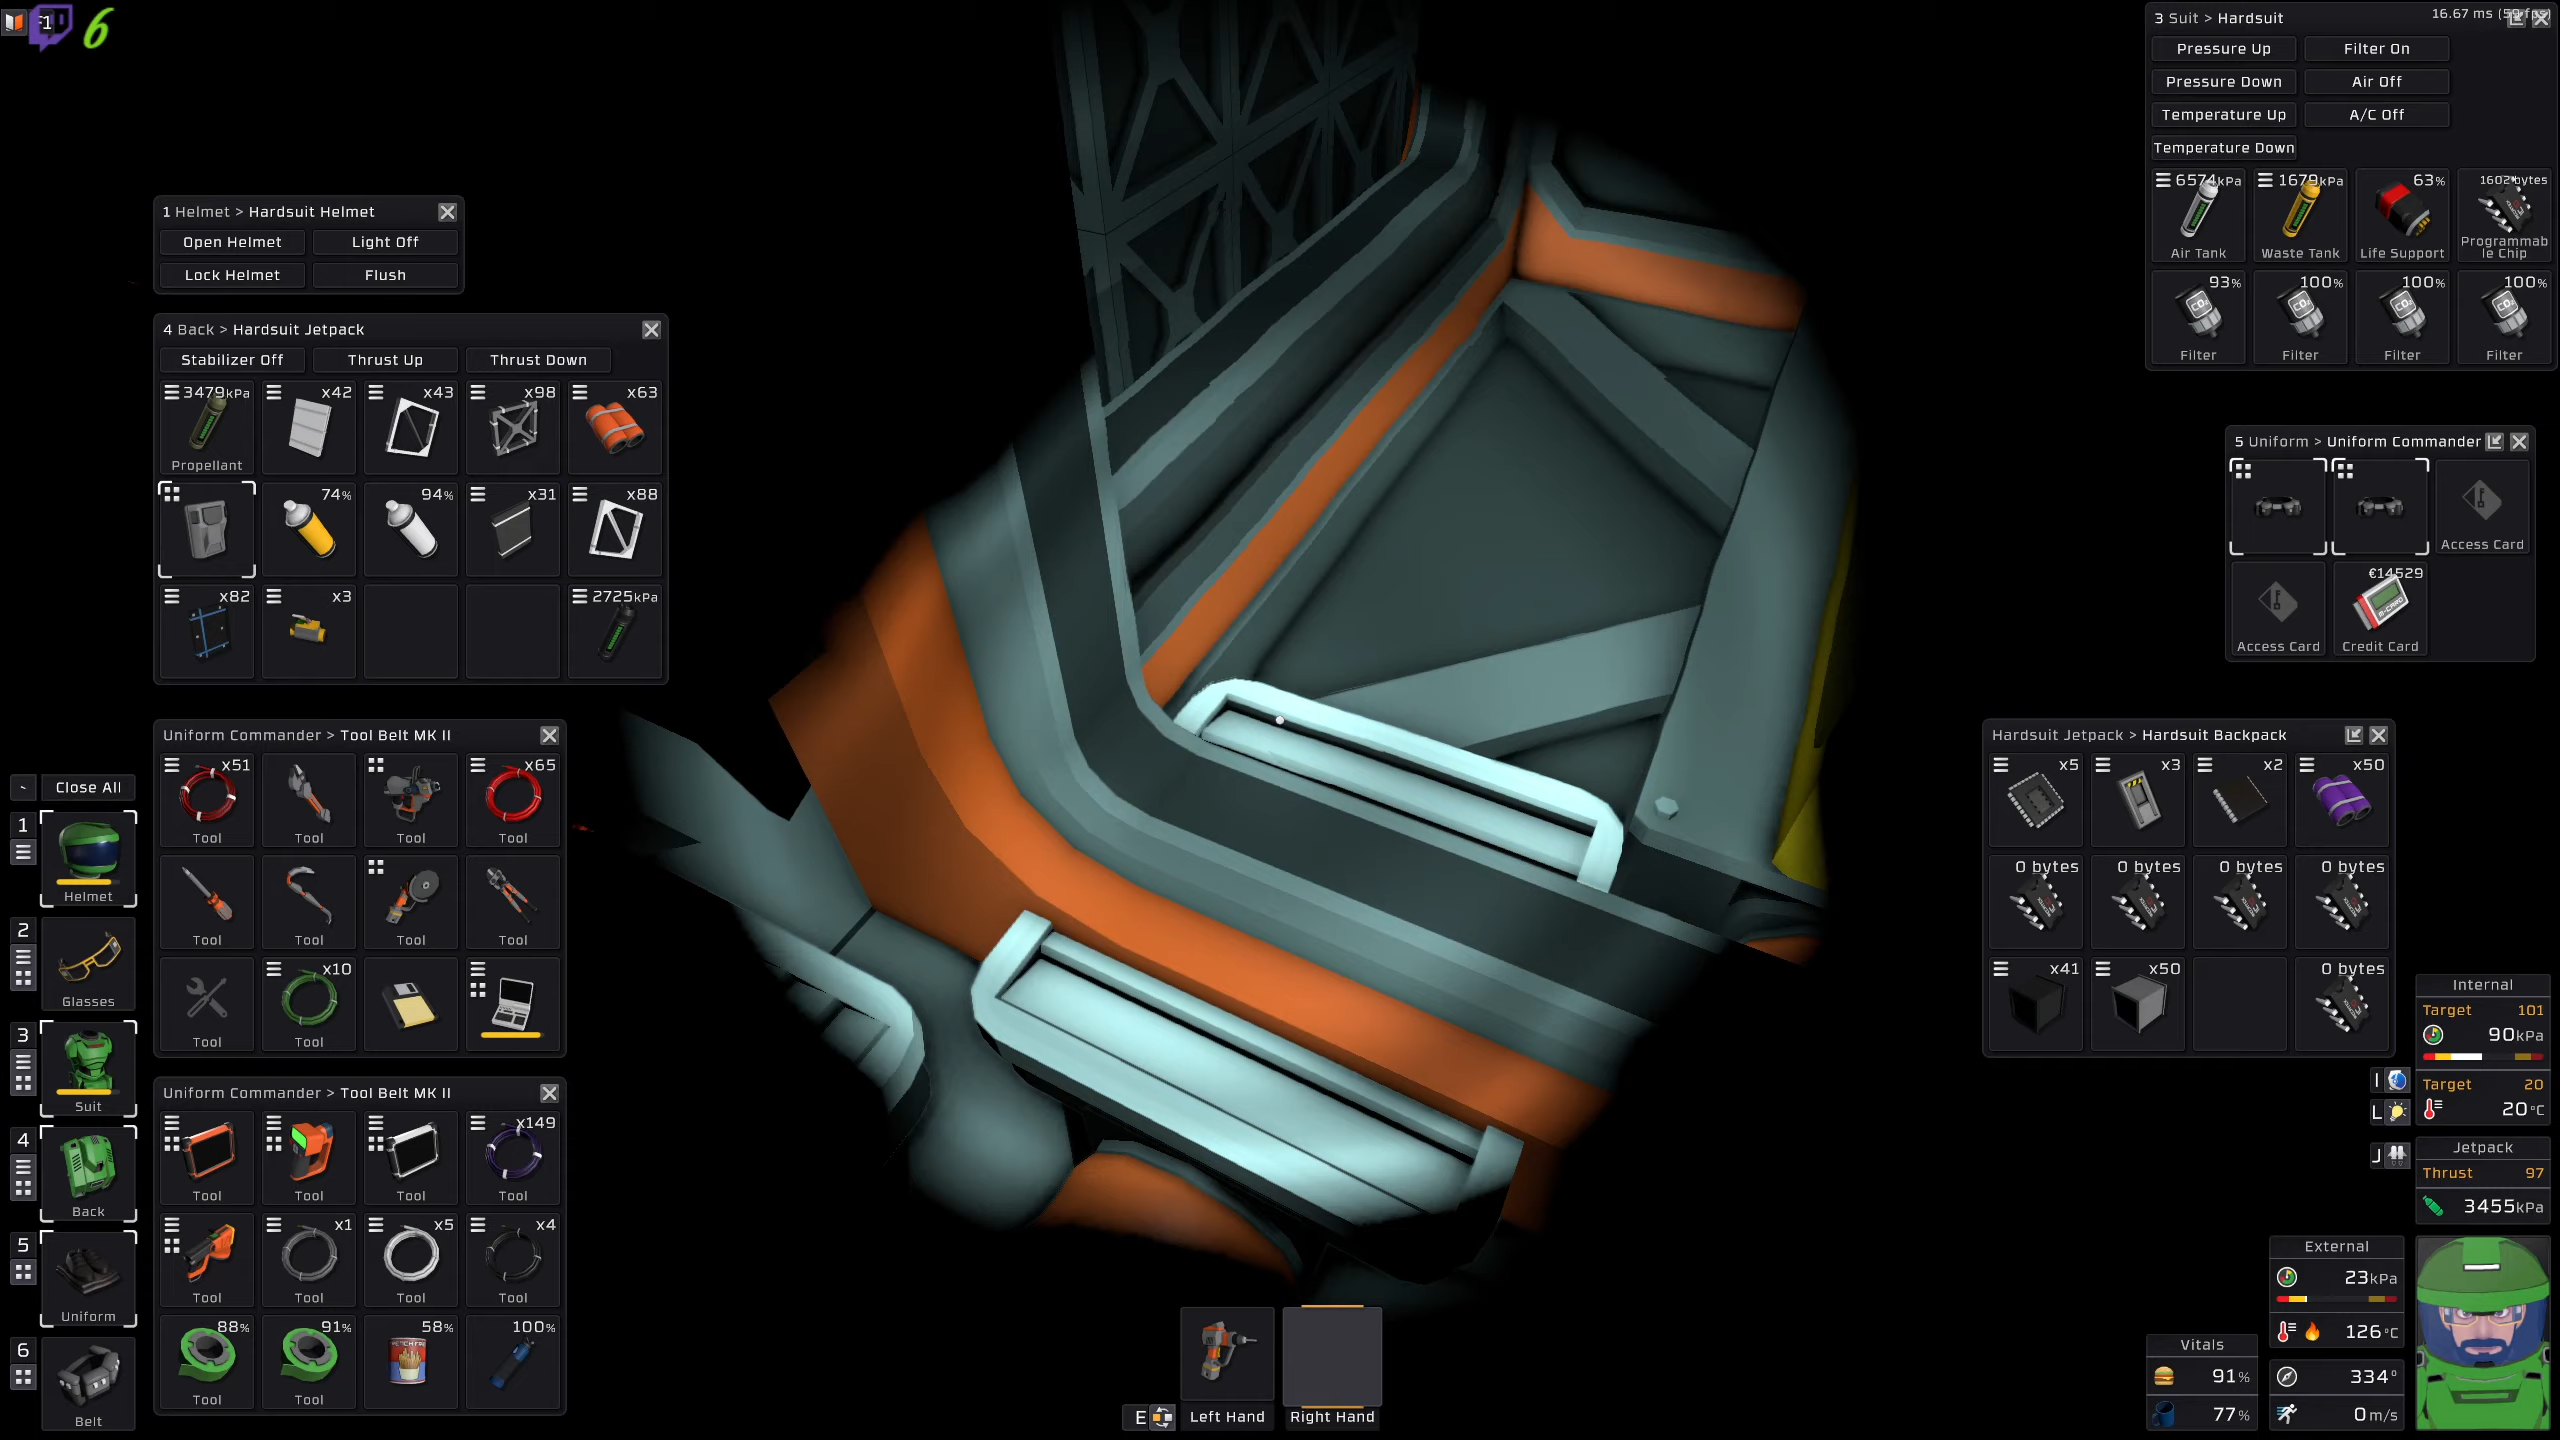 1
6
16.67 ms (59 fps)
3 Suit > Hardsuit
Pressure Up
Filter On
Pressure Down
Air Off
Temperature Up
A/C Off
Temperature Down
6574kPa
1679kPa
63%
1602 bytes
Air Tank
Waste Tank
Life Support
Programmab
le Chip
93%
100%
100%
100%
Filter
Filter
Filter
Filter
1 Helmet > Hardsuit Helmet
Open Helmet
Light Off
Lock Helmet
Flush
4 Back > Hardsuit Jetpack
Stabilizer Off
Thrust Up
Thrust Down
3479kPa
x42
x43
x98
x63
Propellant
74%
94%
x31
x88
x82
x3
2725kPa
5 Uniform > Uniform Commander
Access Card
€14529
Access Card
Credit Card
Uniform Commander > Tool Belt MK II
x51
x65
Tool
Tool
Tool
Tool
Tool
Tool
Tool
Tool
x10
Tool
Tool
Uniform Commander > Tool Belt MK II
x149
Tool
Tool
Tool
Tool
x1
x5
x4
Tool
Tool
Tool
Tool
88%
91%
58%
100%
Tool
Tool
~
Close All
1
Helmet
2
Glasses
3
Suit
4
Back
5
Uniform
6
Belt
Hardsuit Jetpack > Hardsuit Backpack
x5
x3
x2
x50
0 bytes
0 bytes
0 bytes
0 bytes
x41
x50
0 bytes
Internal
Target 101
90kPa
Target 20
20°C
I
L
J
Jetpack
Thrust 97
3455kPa
External
23kPa
126°C
334°
0m/s
Vitals
91%
77%
E
Left Hand
Right Hand